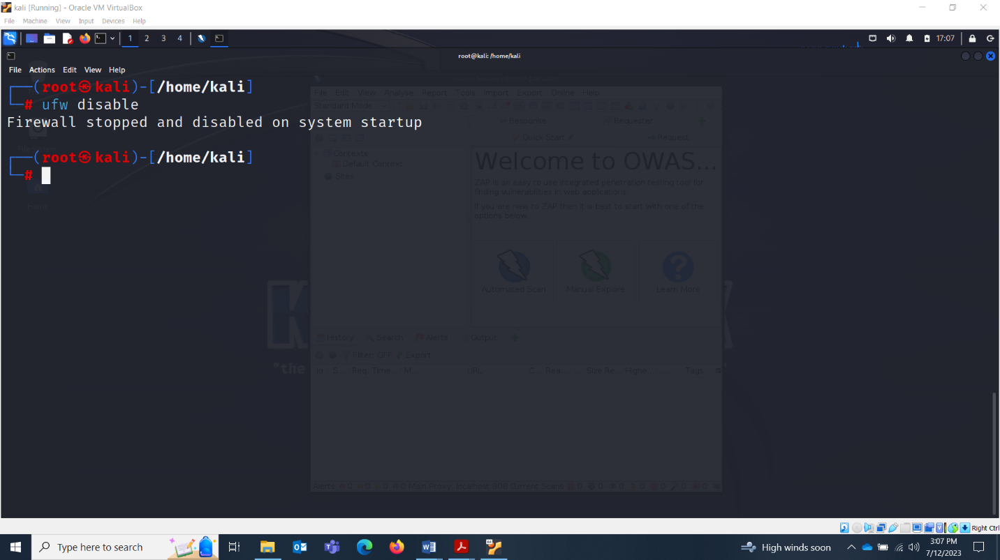 kali [Running] - Oracle VM VirtualBox
File Machine View Input Devices Help
1 2 3 4 17:07
root@kali: /home/kali
File Actions Edit View Help
┌──(root㉿kali)-[/home/kali]
└─# ufw disable
Firewall stopped and disabled on system startup
┌──(root㉿kali)-[/home/kali]
└─#
File Edit View Analyse Report Tools Import Export Online Help
Standard Mode
Response Requester
Quick Start Request
Contexts
Default Context
Sites
Welcome to OWAS...
ZAP is an easy to use integrated penetration testing tool for
finding vulnerabilities in web applications.
If you are new to ZAP then it is best to start with one of the
options below.
Automated Scan Manual Explore Learn More
History Search Alerts Output
Filter: OFF Export
Id S... Req. Time... M... URL C... Rea... Size Re... Highe... Tags
Home
"the
Alerts 0 0 0 0 Main Proxy: localhost:808 Current Scans 0 0 0 0 0 0 0 0
Right Ctrl
Type here to search
High winds soon
3:07 PM
7/12/2023